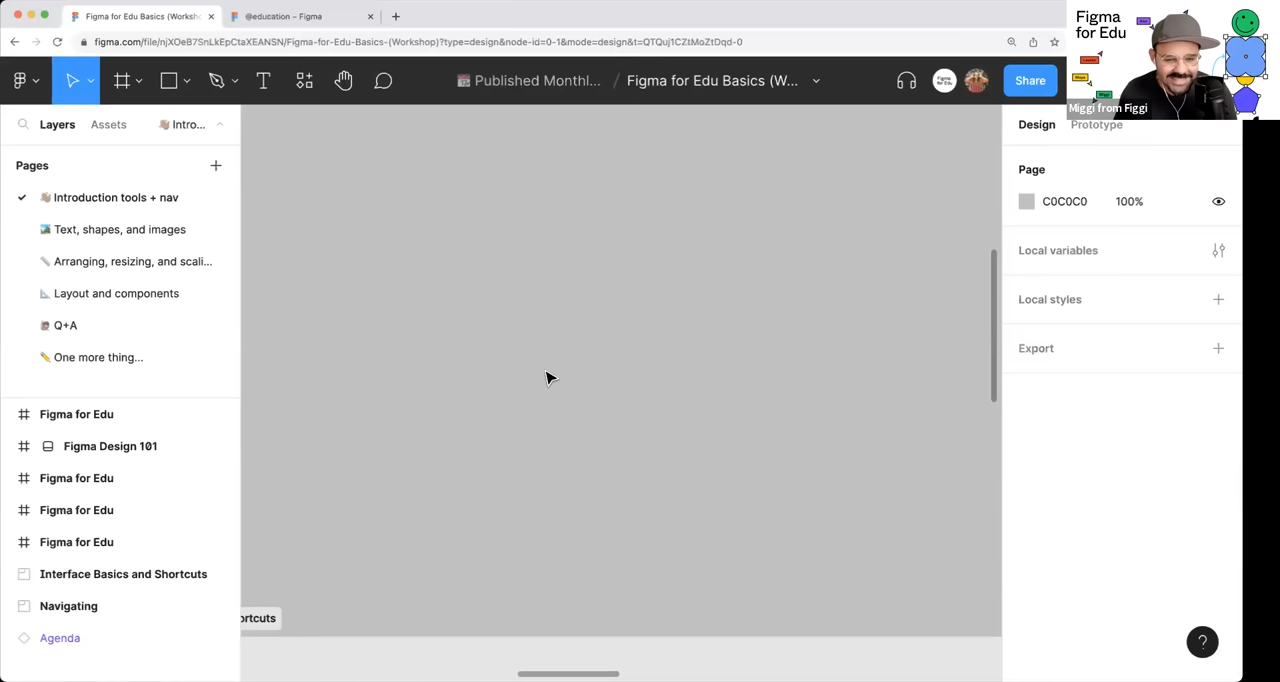 Figma for Edu Basics (Worksh
@education – Figma
figma.com/file/njXOeB7SnLkEpCtaXEANSN/Figma-for-Edu-Basics-(Workshop)?type=design&node-id=0-1&mode=design&t=QTQuj1CZtMoZtDqd-0
Published Monthl... / Figma for Edu Basics (W...
Share
Figma
for Edu
Miggi from Figgi
Layers
Assets
👋🏽 Intro...
Design
Prototype
Pages
👋🏽 Introduction tools + nav
🏞️ Text, shapes, and images
📏 Arranging, resizing, and scali...
📐 Layout and components
🙋🏽 Q+A
✏️ One more thing...
Figma for Edu
Figma Design 101
Figma for Edu
Figma for Edu
Figma for Edu
Interface Basics and Shortcuts
Navigating
Agenda
ortcuts
Page
C0C0C0
100%
Local variables
Local styles
Export
?